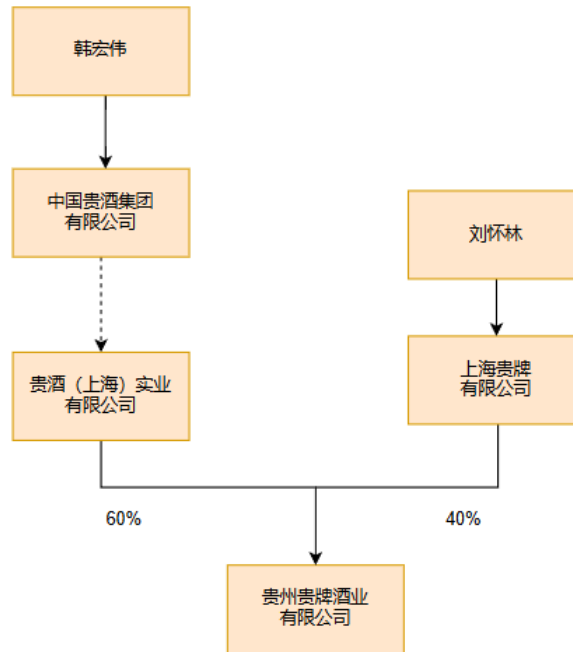 韩宏伟
中国贵酒集团
有限公司
刘怀林
贵酒（上海）实业
有限公司
上海贵牌
有限公司
60%
40%
贵州贵牌酒业
有限公司